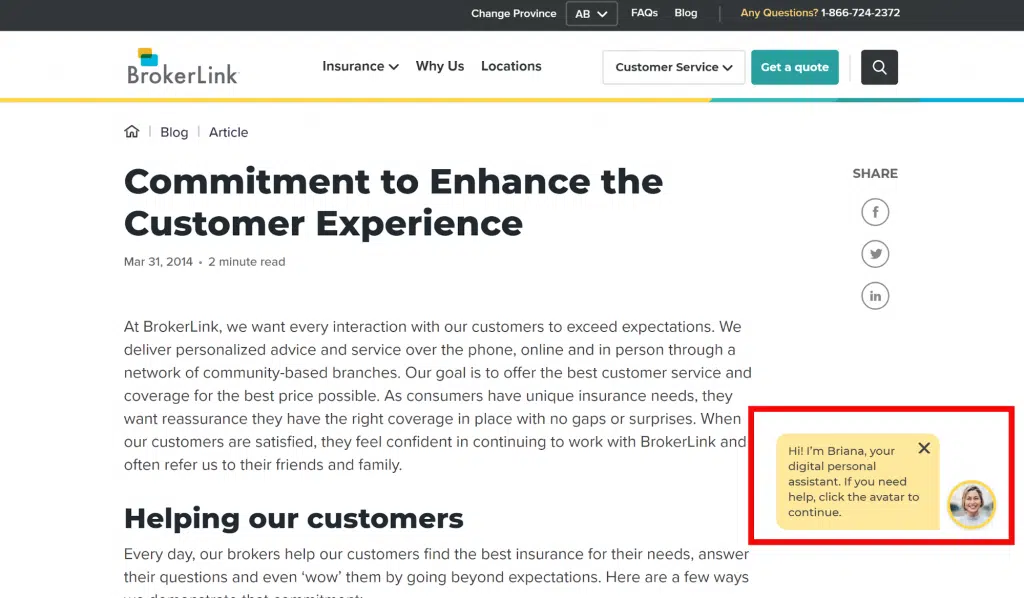 Change Province AB FAQs Blog Any Questions? 1-866-724-2372
BrokerLink Insurance Why Us Locations Customer Service Get a quote
Blog Article
Commitment to Enhance the
Customer Experience
Mar 31, 2014 • 2 minute read
SHARE
f
in
At BrokerLink, we want every interaction with our customers to exceed expectations. We
deliver personalized advice and service over the phone, online and in person through a
network of community-based branches. Our goal is to offer the best customer service and
coverage for the best price possible. As consumers have unique insurance needs, they
want reassurance they have the right coverage in place with no gaps or surprises. When
our customers are satisfied, they feel confident in continuing to work with BrokerLink and
often refer us to their friends and family.
Hi! I'm Briana, your
digital personal
assistant. If you need
help, click the avatar to
continue.
Helping our customers
Every day, our brokers help our customers find the best insurance for their needs, answer
their questions and even ‘wow’ them by going beyond expectations. Here are a few ways
we demonstrate that commitment: